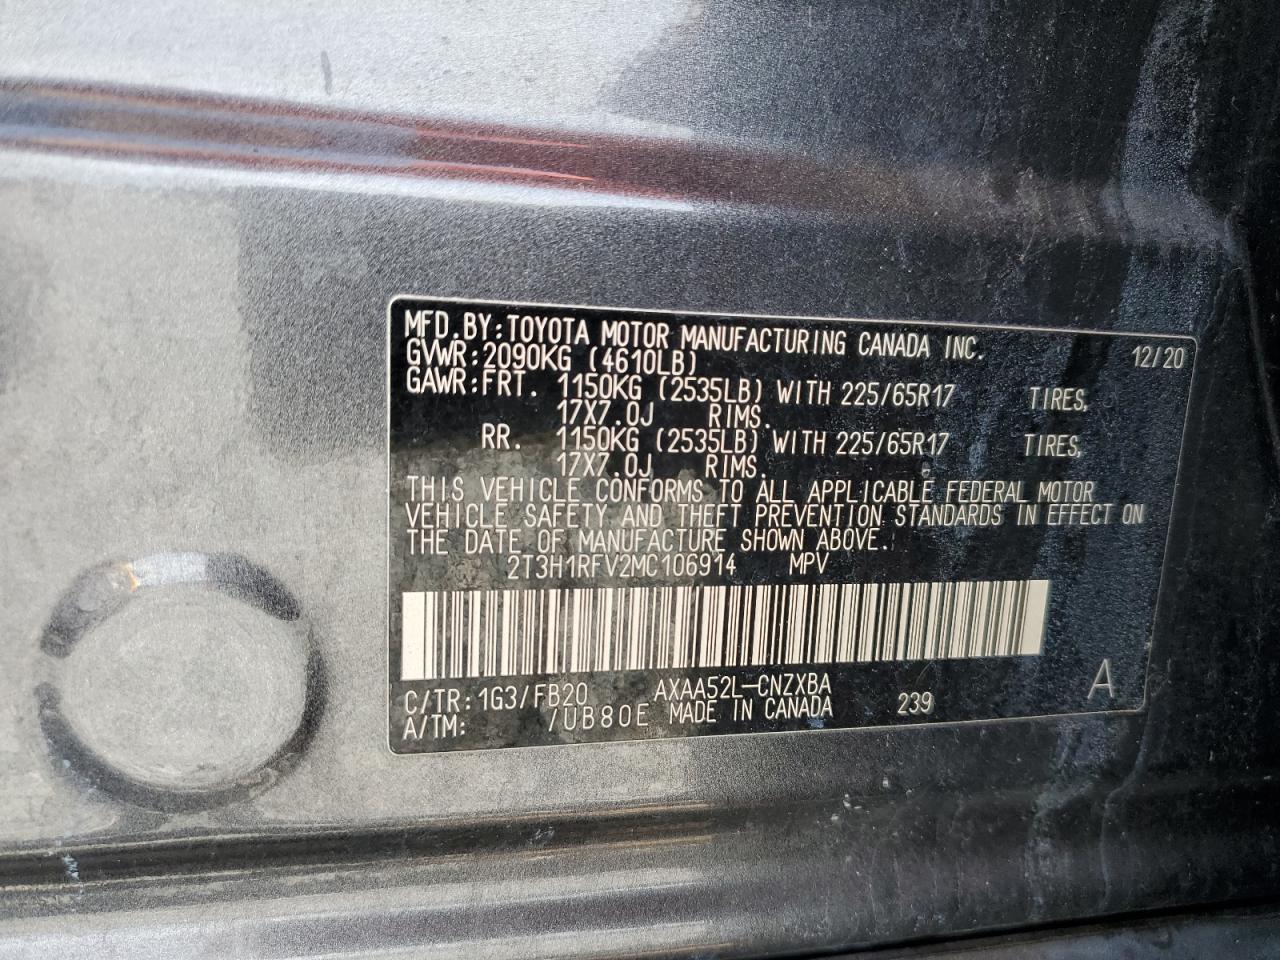 MFD.BY:TOYOTA MOTOR MANUFACTURING CANADA INC. 12/20
GVWR:2090KG (4610LB)
GAWR:FRT. 1150KG (2535LB) WITH 225/65R17 TIRES,
17X7.0J RIMS.
RR. 1150KG (2535LB) WITH 225/65R17 TIRES,
17X7.0J RIMS.
THIS VEHICLE CONFORMS TO ALL APPLICABLE FEDERAL MOTOR
VEHICLE SAFETY AND THEFT PREVENTION STANDARDS IN EFFECT ON
THE DATE OF MANUFACTURE SHOWN ABOVE.
2T3H1RFV2MC106914 MPV
C/TR:1G3/FB20 AXAA52L-CNZXBA A
A/TM: /UB80E MADE IN CANADA 239